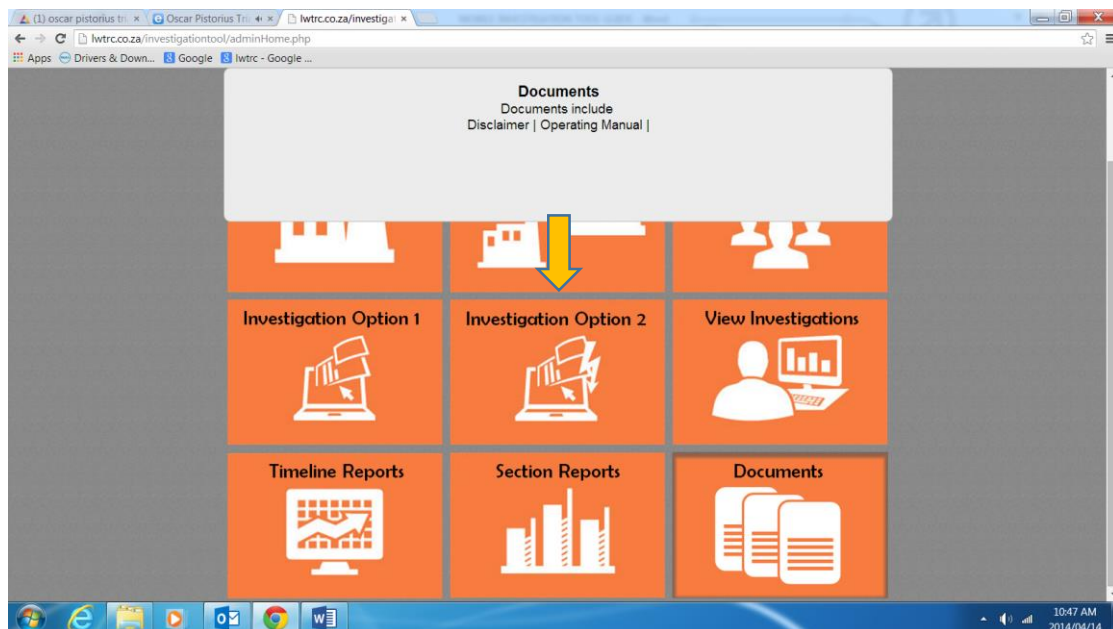 (1) oscar pistorius tri
Oscar Pistorius Tri
lwtrc.co.za/investigat
lwtrc.co.za/investigationtool/adminHome.php
Apps
Drivers & Down...
Google
lwtrc - Google ...
Documents
Documents include
Disclaimer | Operating Manual |
Investigation Option 1
Investigation Option 2
View Investigations
Timeline Reports
Section Reports
Documents
10:47 AM
2014/04/14